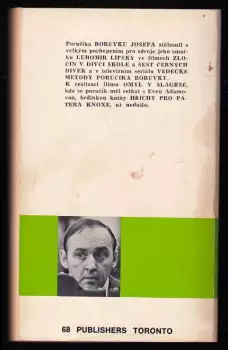 Poručíka BORŮVKU JOSEFA ztělesnil s
velkým pochopením pro zdroje jeho smut-
ku LUBOMÍR LIPSKÝ ve filmech ZLO-
ČIN V DÍVČÍ ŠKOLE a ŠEST ČERNÝCH
DÍVEK a v televizním seriálu VĚDECKÉ
METODY PORUČÍKA BORŮVKY.
K realizaci filmu OMYL V SLAGRSE,
kde se poručík měl setkat s Evou Adamo-
vou, hrdinkou knihy HŘÍCHY PRO PÁ-
TERA KNOXE, už nedošlo.
68 PUBLISHERS TORONTO